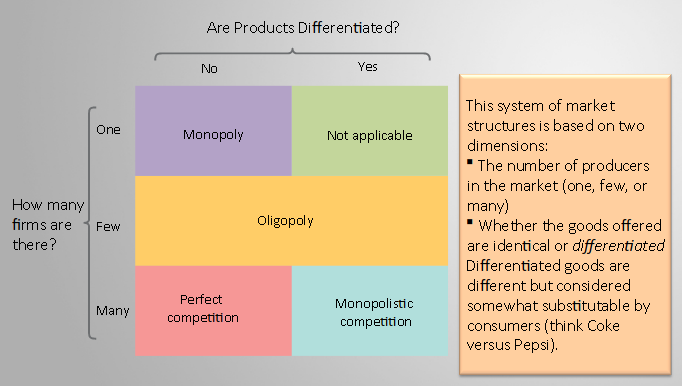 Are Products Differentiated?
No
Yes
How many
firms are
there?
One
Monopoly
Not applicable
Few
Oligopoly
Many
Perfect
competition
Monopolistic
competition
This system of market
structures is based on two
dimensions:
▪ The number of producers
in the market (one, few, or
many)
▪ Whether the goods offered
are identical or differentiated
Differentiated goods are
different but considered
somewhat substitutable by
consumers (think Coke
versus Pepsi).